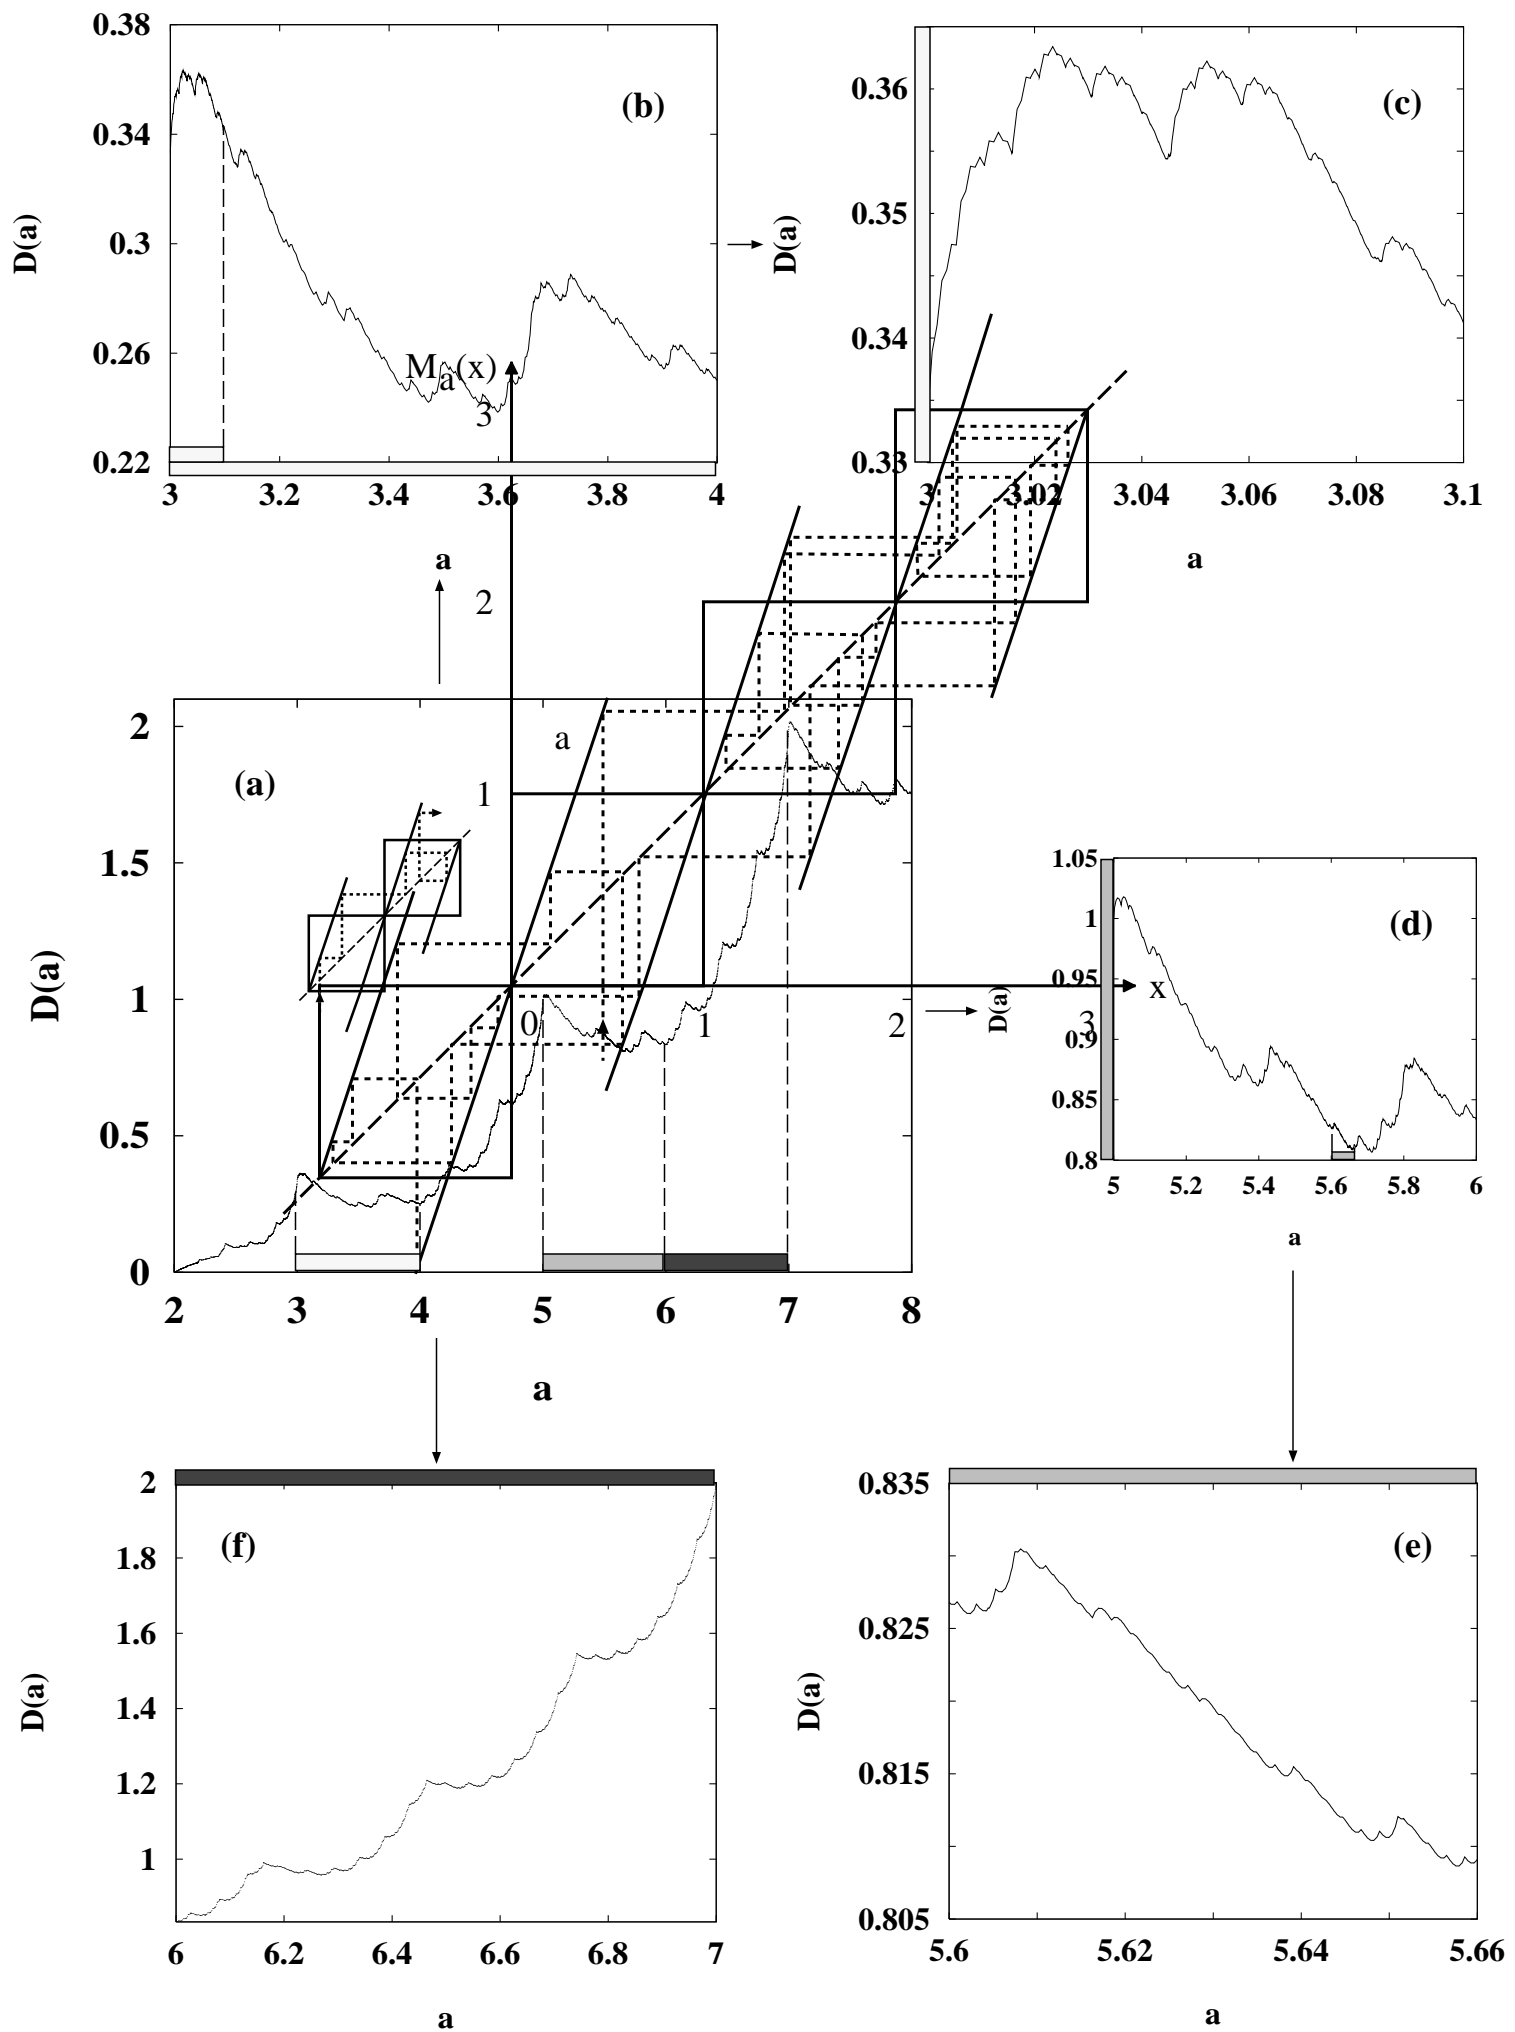 0.38
0.34
0.3
0.26
0.22
D(a)
(b)
3 3.2 3.4 3.6 3.8 4
a
0.36
0.35
0.34
0.33
D(a)
(c)
3 3.02 3.04 3.06 3.08 3.1
a
M
a
(x)
3
2
1
a
0 1 2 3
x
2
1.5
1
0.5
0
D(a)
(a)
2 3 4 5 6 7 8
a
1.05
1
0.95
0.9
0.85
0.8
D(a)
(d)
5 5.2 5.4 5.6 5.8 6
a
2
1.8
1.6
1.4
1.2
1
D(a)
(f)
6 6.2 6.4 6.6 6.8 7
a
0.835
0.825
0.815
0.805
D(a)
(e)
5.6 5.62 5.64 5.66
a